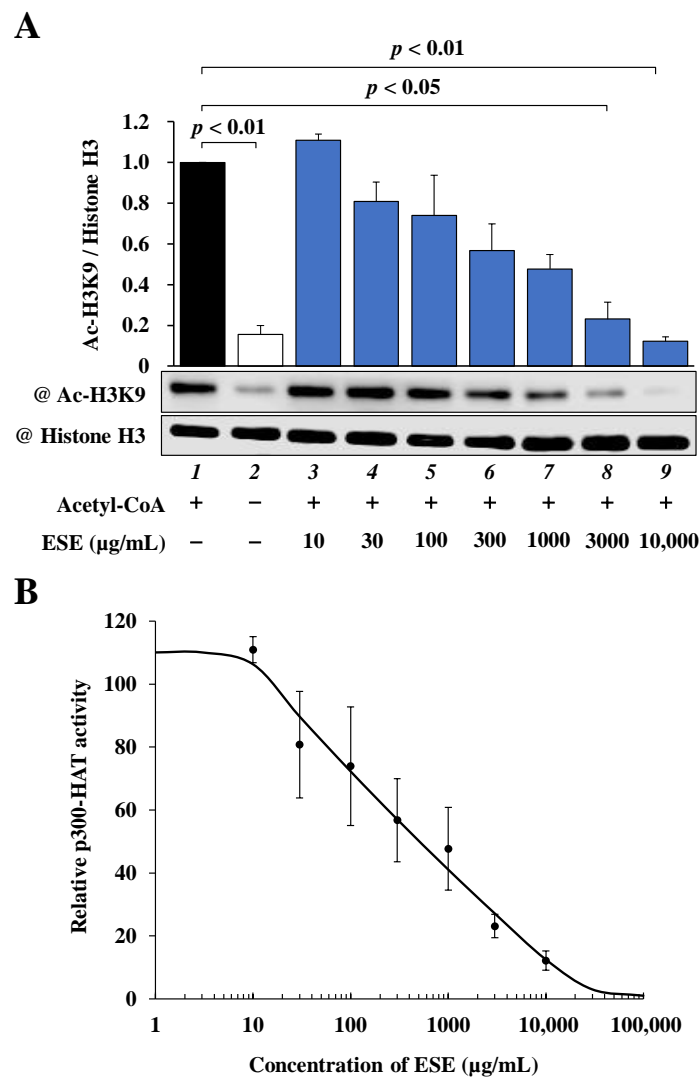 A
p < 0.01
p < 0.05
p < 0.01
Ac-H3K9 / Histone H3
1.2
1.0
0.8
0.6
0.4
0.2
0
@ Ac-H3K9
@ Histone H3
1 2 3 4 5 6 7 8 9
Acetyl-CoA + − + + + + + + +
ESE (µg/mL) − − 10 30 100 300 1000 3000 10,000
B
Relative p300-HAT activity
120
100
80
60
40
20
0
1 10 100 1000 10,000 100,000
Concentration of ESE (µg/mL)